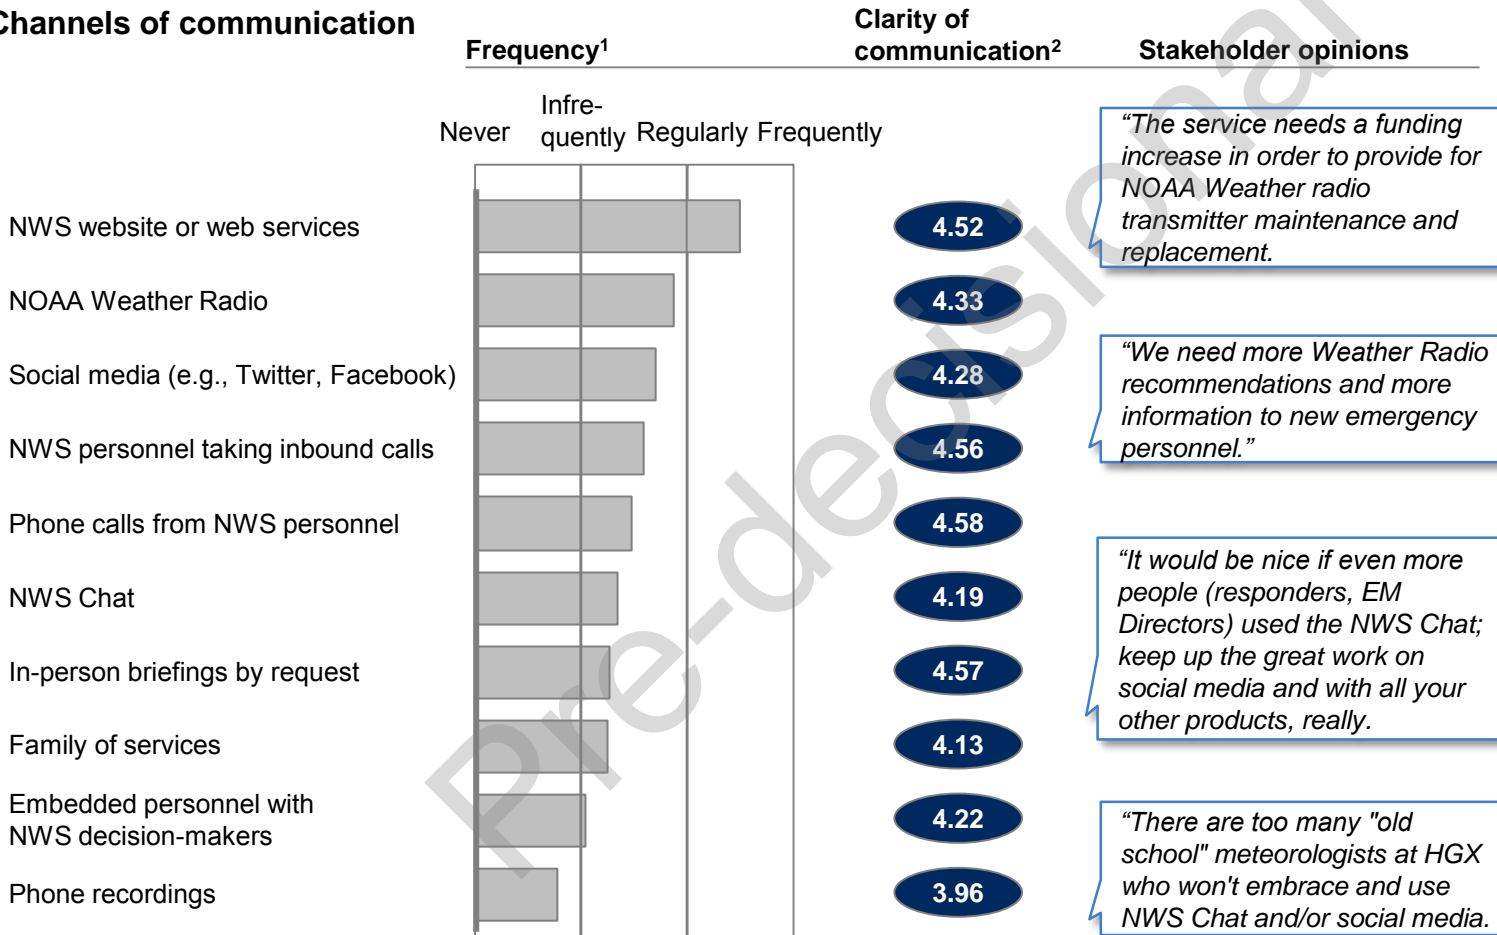 Channels of communication
Frequency¹
Clarity of
communication²
Stakeholder opinions
Never
Infre-
quently
Regularly
Frequently
NWS website or web services
4.52
NOAA Weather Radio
4.33
Social media (e.g., Twitter, Facebook)
4.28
NWS personnel taking inbound calls
4.56
Phone calls from NWS personnel
4.58
NWS Chat
4.19
In-person briefings by request
4.57
Family of services
4.13
Embedded personnel with
NWS decision-makers
4.22
Phone recordings
3.96
“The service needs a funding
increase in order to provide for
NOAA Weather radio
transmitter maintenance and
replacement.
“We need more Weather Radio
recommendations and more
information to new emergency
personnel.”
“It would be nice if even more
people (responders, EM
Directors) used the NWS Chat;
keep up the great work on
social media and with all your
other products, really.
“There are too many "old
school" meteorologists at HGX
who won't embrace and use
NWS Chat and/or social media.
Pre-decisional